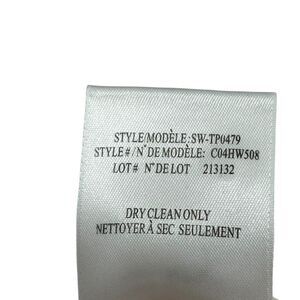 STYLE/MODÈLE:SW-TP0479
STYLE#/N° DE MODÈLE: C04HW508
LOT# N° DE LOT 213132
DRY CLEAN ONLY
NETTOYER À SEC SEULEMENT